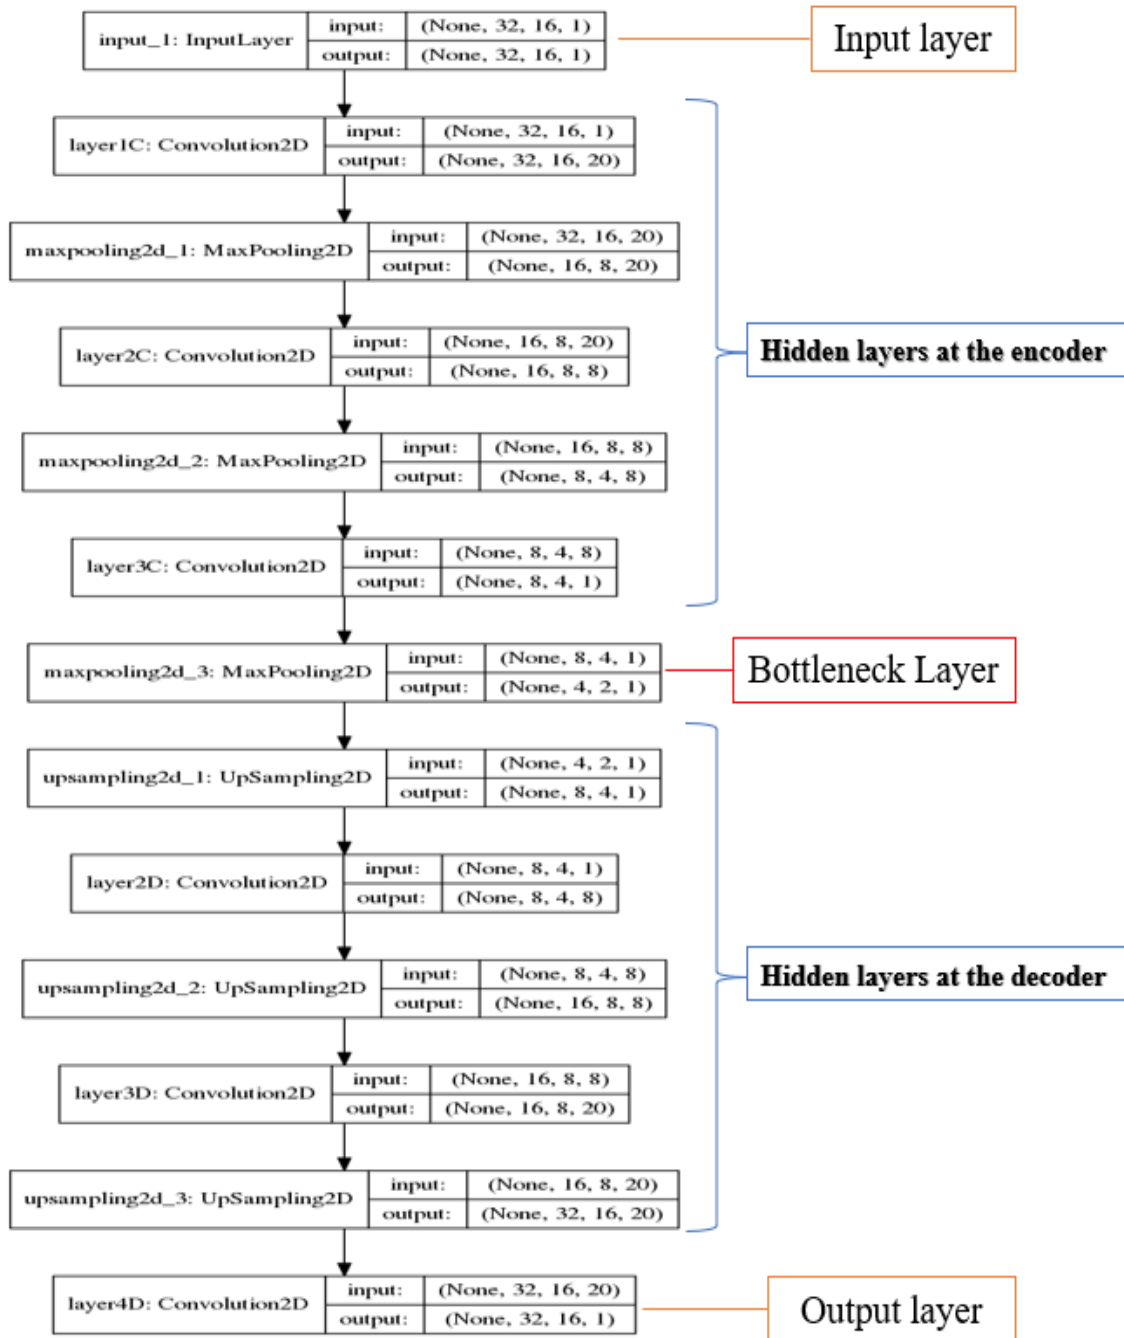 input_1: InputLayer
input: (None, 32, 16, 1)
output: (None, 32, 16, 1)
Input layer
layer1C: Convolution2D
input: (None, 32, 16, 1)
output: (None, 32, 16, 20)
maxpooling2d_1: MaxPooling2D
input: (None, 32, 16, 20)
output: (None, 16, 8, 20)
layer2C: Convolution2D
input: (None, 16, 8, 20)
output: (None, 16, 8, 8)
Hidden layers at the encoder
maxpooling2d_2: MaxPooling2D
input: (None, 16, 8, 8)
output: (None, 8, 4, 8)
layer3C: Convolution2D
input: (None, 8, 4, 8)
output: (None, 8, 4, 1)
maxpooling2d_3: MaxPooling2D
input: (None, 8, 4, 1)
output: (None, 4, 2, 1)
Bottleneck Layer
upsampling2d_1: UpSampling2D
input: (None, 4, 2, 1)
output: (None, 8, 4, 1)
layer2D: Convolution2D
input: (None, 8, 4, 1)
output: (None, 8, 4, 8)
upsampling2d_2: UpSampling2D
input: (None, 8, 4, 8)
output: (None, 16, 8, 8)
Hidden layers at the decoder
layer3D: Convolution2D
input: (None, 16, 8, 8)
output: (None, 16, 8, 20)
upsampling2d_3: UpSampling2D
input: (None, 16, 8, 20)
output: (None, 32, 16, 20)
layer4D: Convolution2D
input: (None, 32, 16, 20)
output: (None, 32, 16, 1)
Output layer